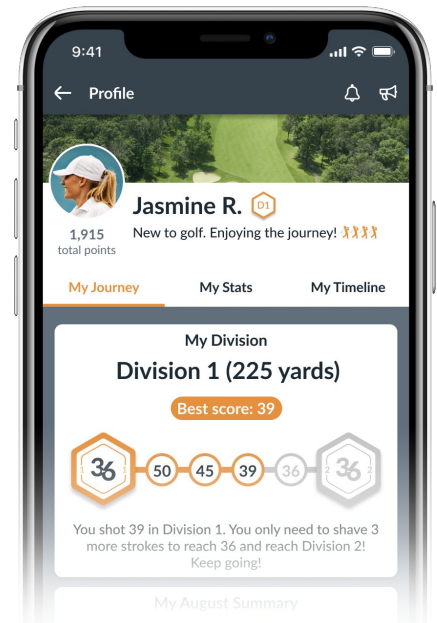 9:41
Profile
Jasmine R.
D1
New to golf. Enjoying the journey!
1,915
total points
My Journey
My Stats
My Timeline
My Division
Division 1 (225 yards)
Best score: 39
1 36 1
50
45
39
36
2 36 2
You shot 39 in Division 1. You only need to shave 3
more strokes to reach 36 and reach Division 2!
Keep going!
My August Summary